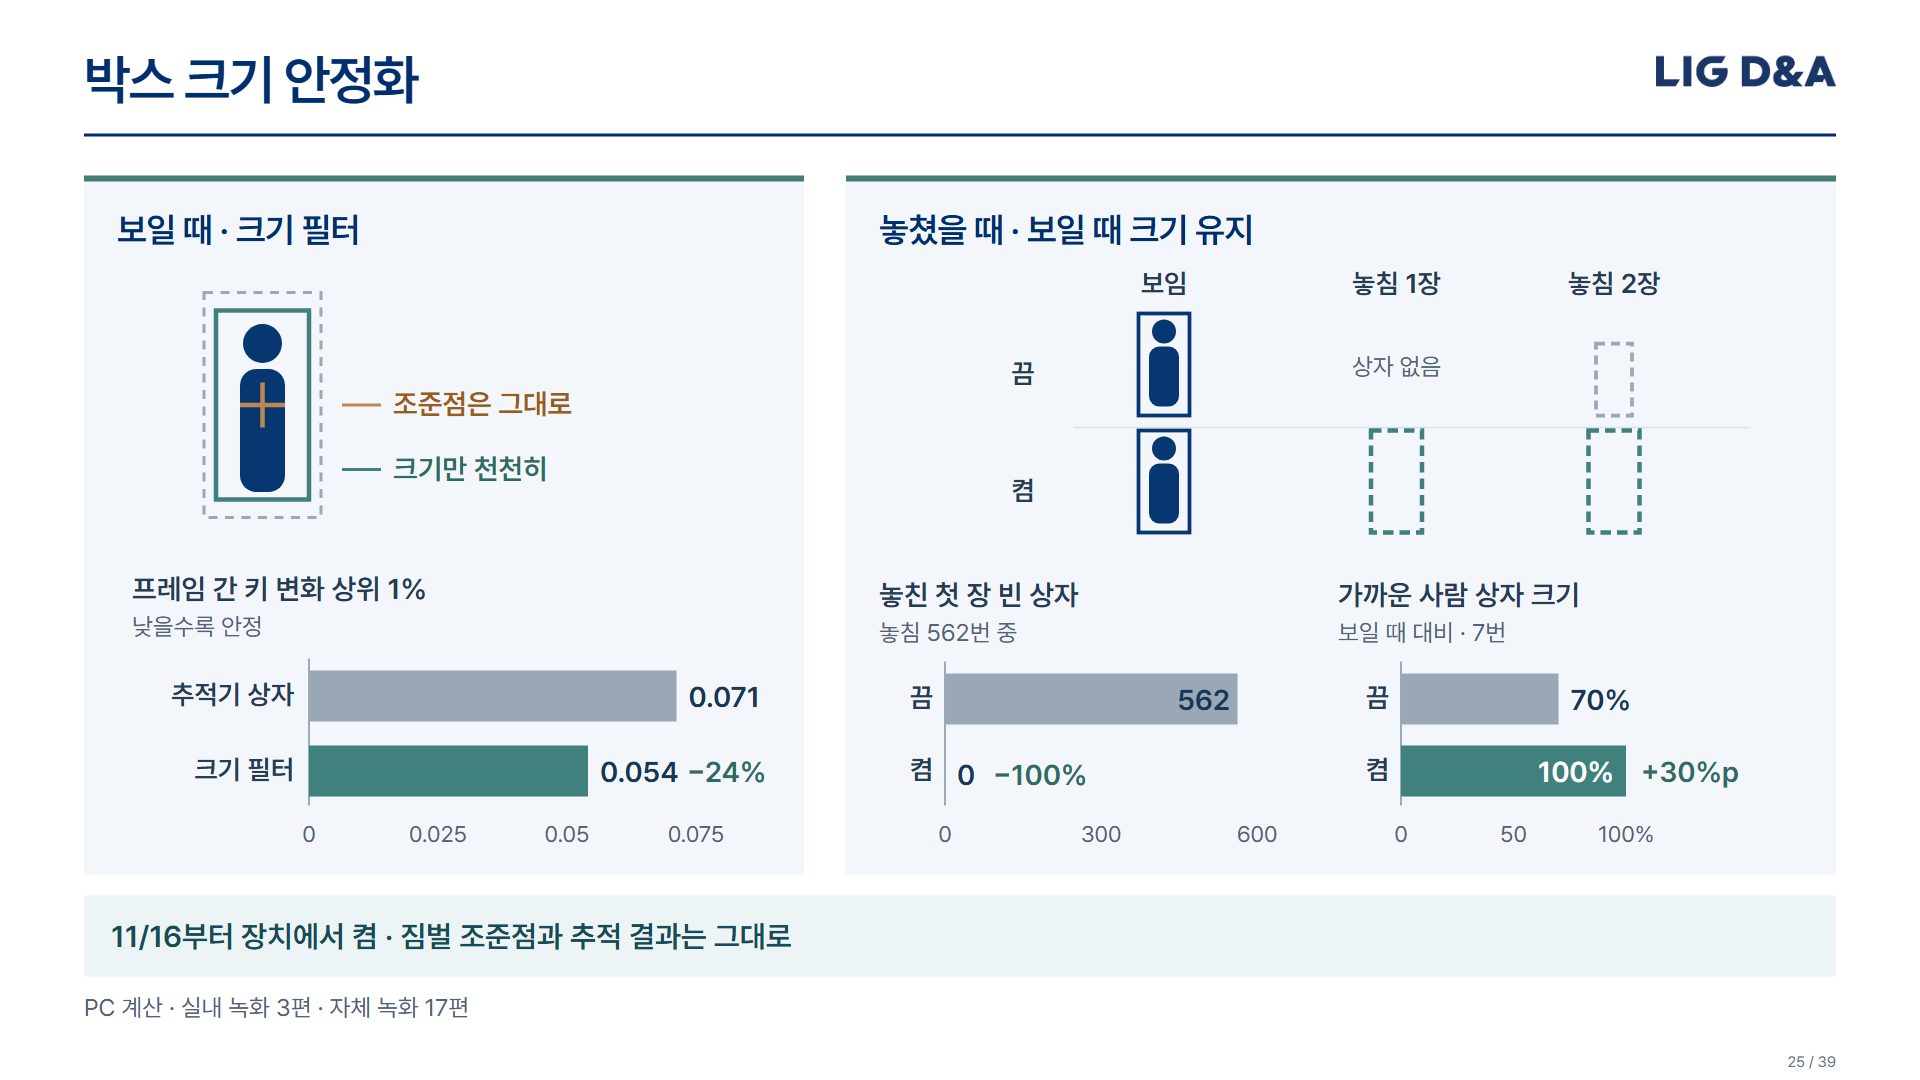 박스 크기 안정화
LIG D&A
보일 때 · 크기 필터
조준점은 그대로
크기만 천천히
프레임 간 키 변화 상위 1%
낮을수록 안정
추적기 상자
0.071
크기 필터
0.054 −24%
0 0.025 0.05 0.075
놓쳤을 때 · 보일 때 크기 유지
보임 놓침 1장 놓침 2장
끔
상자 없음
켬
놓친 첫 장 빈 상자
놓침 562번 중
끔
562
켬
0 −100%
0 300 600
가까운 사람 상자 크기
보일 때 대비 · 7번
끔
70%
켬
100% +30%p
0 50 100%
11/16부터 장치에서 켬 · 짐벌 조준점과 추적 결과는 그대로
PC 계산 · 실내 녹화 3편 · 자체 녹화 17편
25 / 39